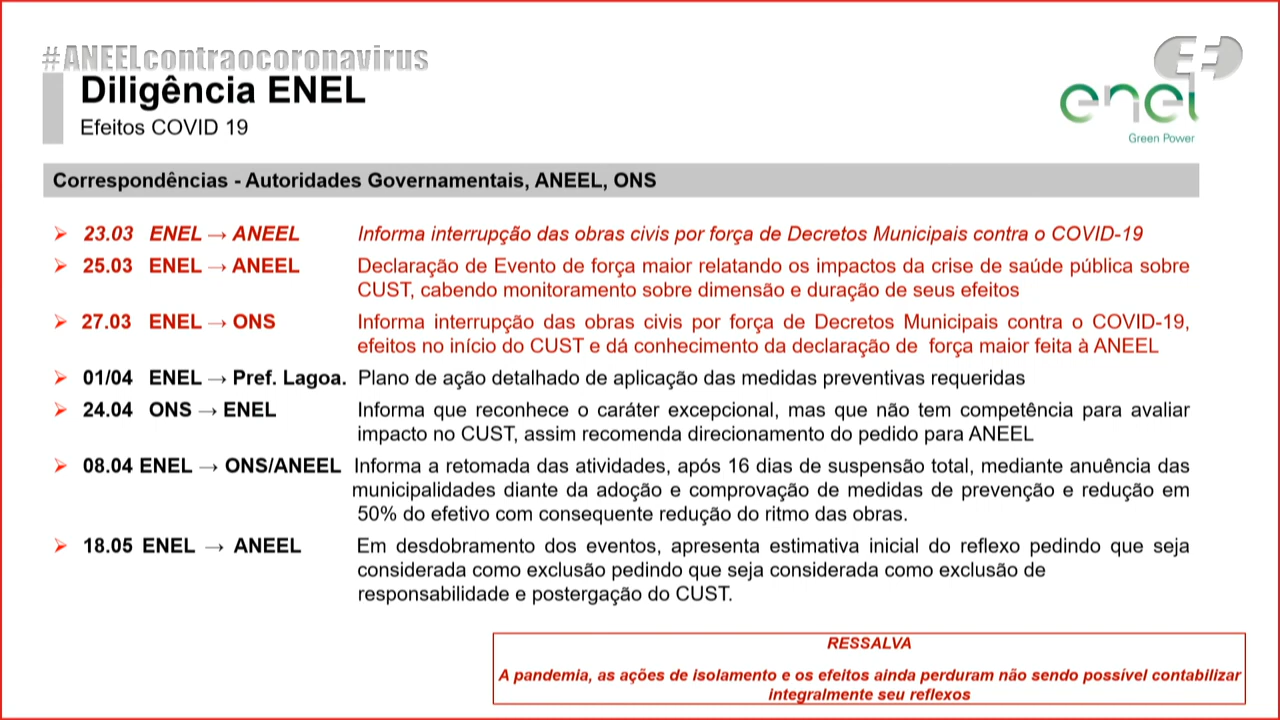 #ANEELcontraocoronavirus
Diligência ENEL
Efeitos COVID 19
enel
Green Power
Correspondências - Autoridades Governamentais, ANEEL, ONS
➢ 23.03 ENEL → ANEEL Informa interrupção das obras civis por força de Decretos Municipais contra o COVID-19
➢ 25.03 ENEL → ANEEL Declaração de Evento de força maior relatando os impactos da crise de saúde pública sobre
CUST, cabendo monitoramento sobre dimensão e duração de seus efeitos
➢ 27.03 ENEL → ONS Informa interrupção das obras civis por força de Decretos Municipais contra o COVID-19,
efeitos no início do CUST e dá conhecimento da declaração de força maior feita à ANEEL
➢ 01/04 ENEL → Pref. Lagoa. Plano de ação detalhado de aplicação das medidas preventivas requeridas
➢ 24.04 ONS → ENEL Informa que reconhece o caráter excepcional, mas que não tem competência para avaliar
impacto no CUST, assim recomenda direcionamento do pedido para ANEEL
➢ 08.04 ENEL → ONS/ANEEL Informa a retomada das atividades, após 16 dias de suspensão total, mediante anuência das
municipalidades diante da adoção e comprovação de medidas de prevenção e redução em
50% do efetivo com consequente redução do ritmo das obras.
➢ 18.05 ENEL → ANEEL Em desdobramento dos eventos, apresenta estimativa inicial do reflexo pedindo que seja
considerada como exclusão pedindo que seja considerada como exclusão de
responsabilidade e postergação do CUST.
RESSALVA
A pandemia, as ações de isolamento e os efeitos ainda perduram não sendo possível contabilizar
integralmente seu reflexos